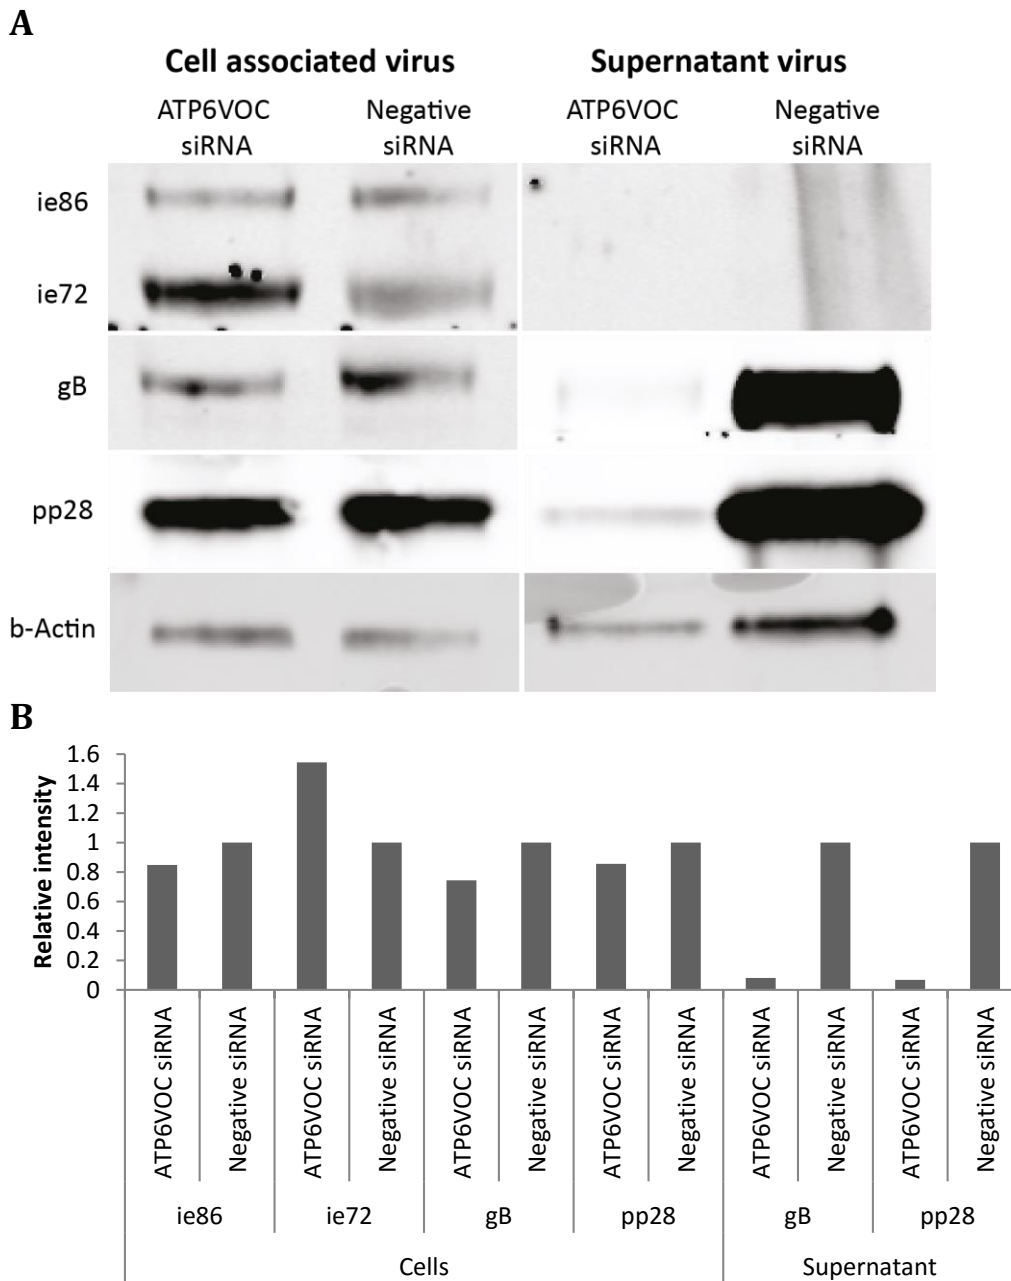 A
Cell associated virus Supernatant virus
ATP6VOC Negative ATP6VOC Negative
siRNA siRNA siRNA siRNA
ie86
ie72
gB
pp28
b-Actin
B
Relative intensity
1.6
1.4
1.2
1
0.8
0.6
0.4
0.2
0
ATP6VOC siRNA
Negative siRNA
ATP6VOC siRNA
Negative siRNA
ATP6VOC siRNA
Negative siRNA
ATP6VOC siRNA
Negative siRNA
ATP6VOC siRNA
Negative siRNA
ATP6VOC siRNA
Negative siRNA
ie86 ie72 gB pp28 gB pp28
Cells Supernatant